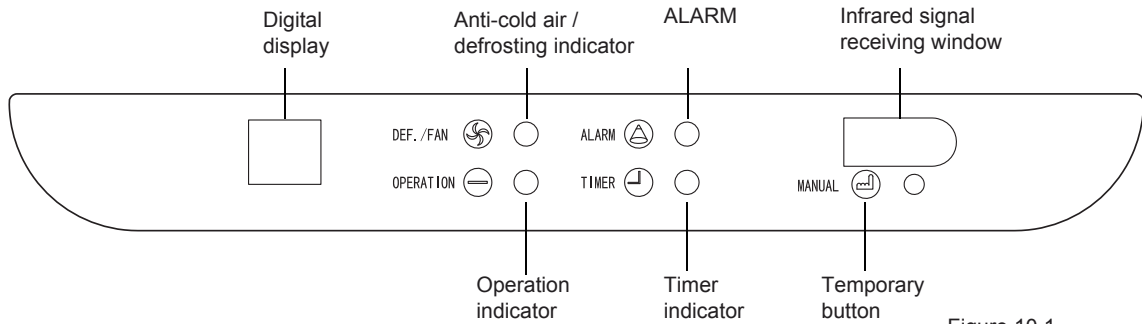 Digital
display
Anti-cold air /
defrosting indicator
ALARM
Infrared signal
receiving window
DEF./FAN
ALARM
OPERATION
TIMER
MANUAL
Operation
indicator
Timer
indicator
Temporary
button
Figure 10-1